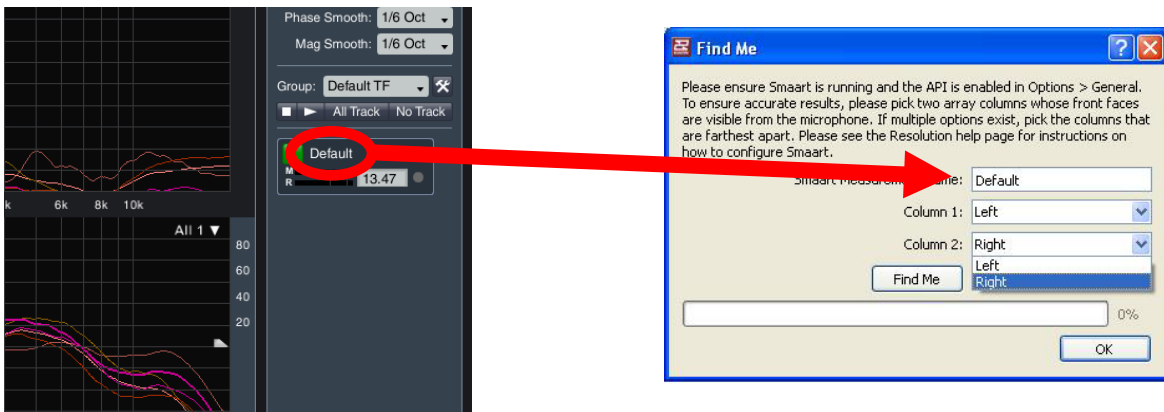 Phase Smooth: 1/6 Oct
Mag Smooth: 1/6 Oct
Group: Default TF
All Track No Track
Default
M
R 13.47
k 6k 8k 10k
All 1
80
60
40
20
Find Me
Please ensure Smaart is running and the API is enabled in Options > General.
To ensure accurate results, please pick two array columns whose front faces
are visible from the microphone. If multiple options exist, pick the columns that
are farthest apart. Please see the Resolution help page for instructions on
how to configure Smaart.
Default
Column 1: Left
Column 2: Right
Left
Right
Find Me
0%
OK